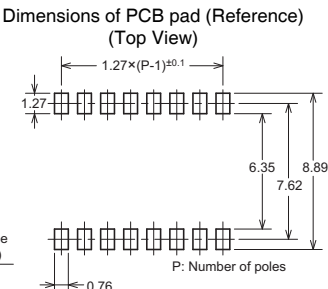 Dimensions of PCB pad (Reference)
(Top View)
1.27×(P-1)±0.1
1.27
6.35
8.89
7.62
e
)
P: Number of poles
0.76